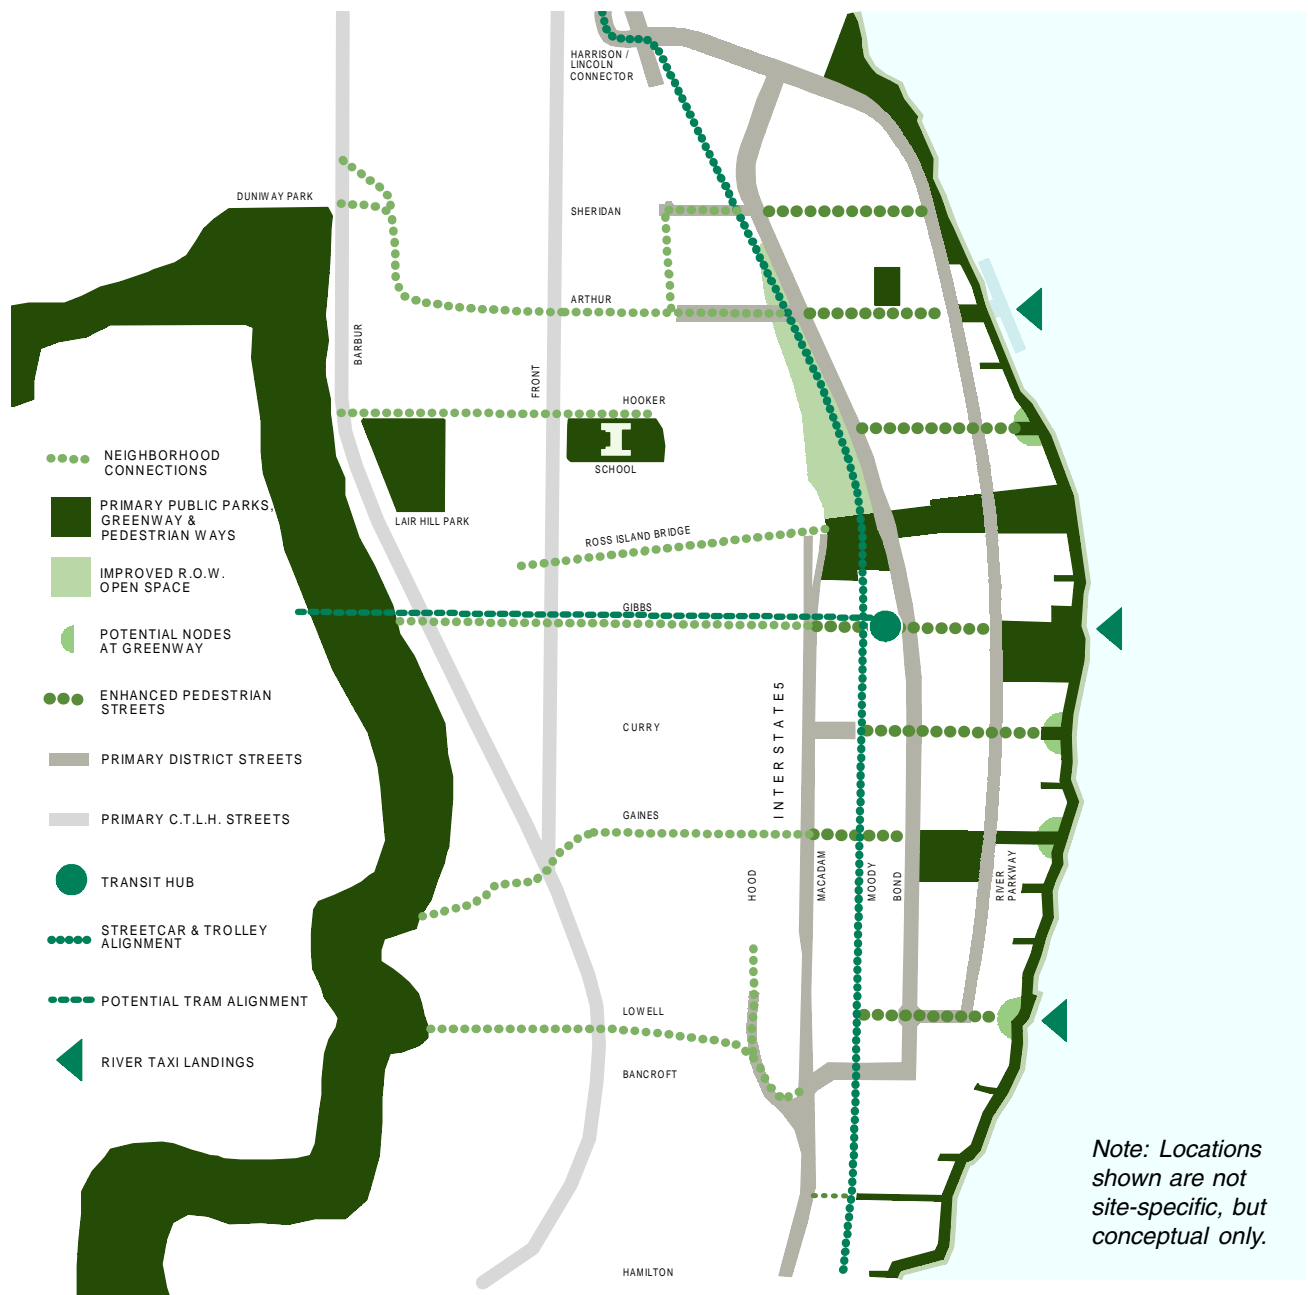 HARRISON /
LINCOLN
CONNECTOR
DUNIWAY PARK
SHERIDAN
ARTHUR
BARBUR
FRONT
HOOKER
SCHOOL
LAIR HILL PARK
ROSS ISLAND BRIDGE
GIBBS
CURRY
INTERSTATE5
GAINES
HOOD
MACADAM
MOODY
BOND
RIVER
PARKWAY
LOWELL
BANCROFT
HAMILTON
NEIGHBORHOOD
CONNECTIONS
PRIMARY PUBLIC PARKS,
GREENWAY &
PEDESTRIAN WAYS
IMPROVED R.O.W.
OPEN SPACE
POTENTIAL NODES
AT GREENWAY
ENHANCED PEDESTRIAN
STREETS
PRIMARY DISTRICT STREETS
PRIMARY C.T.L.H. STREETS
TRANSIT HUB
STREETCAR & TROLLEY
ALIGNMENT
POTENTIAL TRAM ALIGNMENT
RIVER TAXI LANDINGS
Note: Locations
shown are not
site-specific, but
conceptual only.